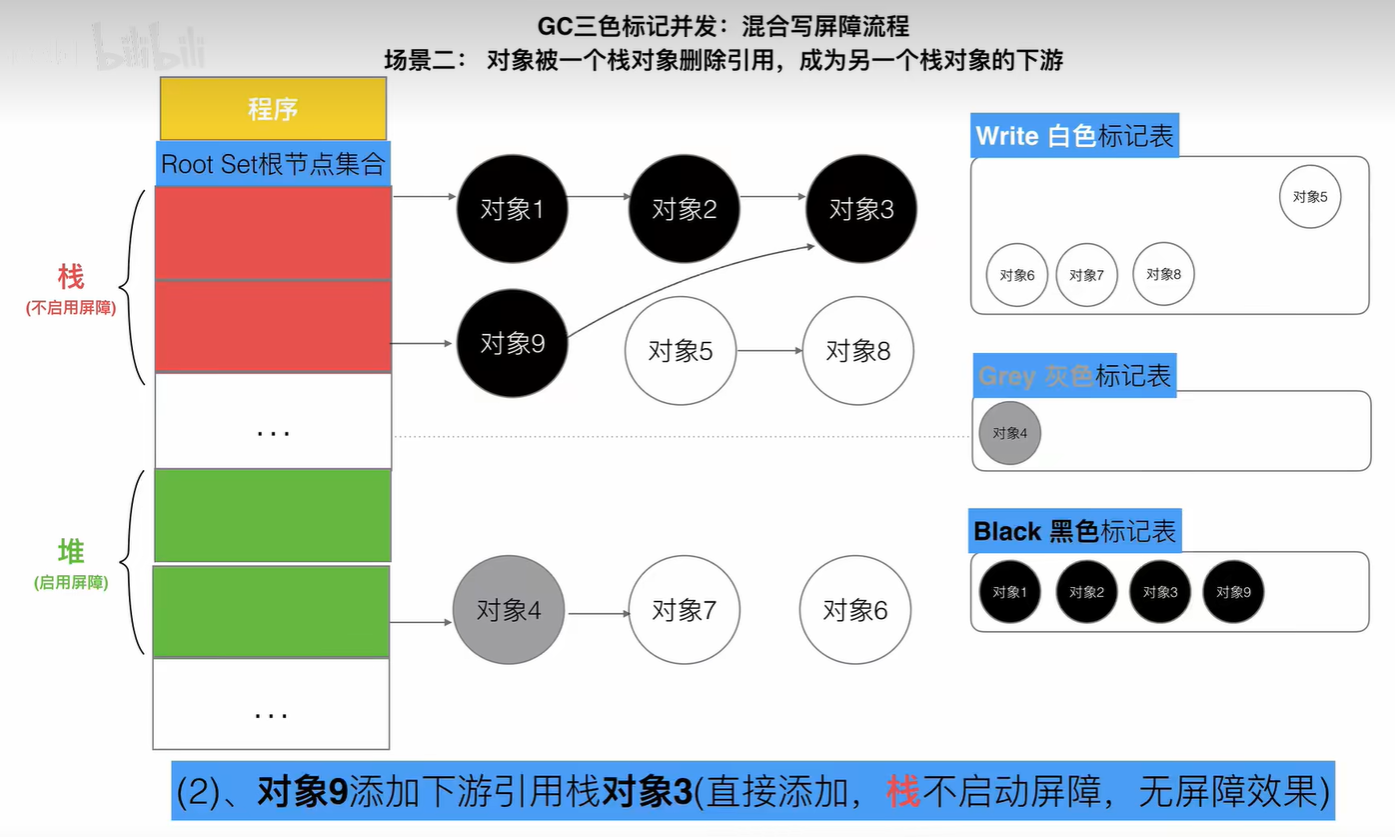 GC三色标记并发：混合写屏障流程
bilibili
场景二： 对象被一个栈对象删除引用，成为另一个栈对象的下游
程序
Root Set根节点集合
栈
(不启用屏障)
...
堆
(启用屏障)
...
对象1
对象2
对象3
对象9
对象5
对象8
对象4
对象7
对象6
Write 白色标记表
对象5
对象6
对象7
对象8
Grey 灰色标记表
对象4
Black 黑色标记表
对象1
对象2
对象3
对象9
(2)、对象9添加下游引用栈对象3(直接添加，栈不启动屏障，无屏障效果)